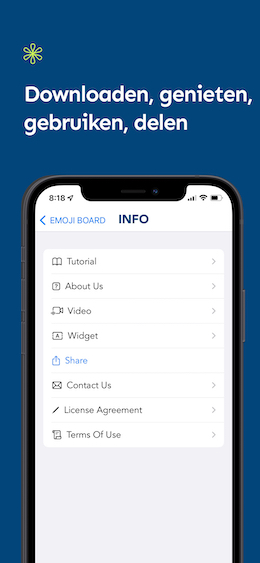 Downloaden, genieten,
gebruiken, delen
8:18
EMOJI BOARD INFO
Tutorial
About Us
Video
Widget
Share
Contact Us
License Agreement
Terms Of Use